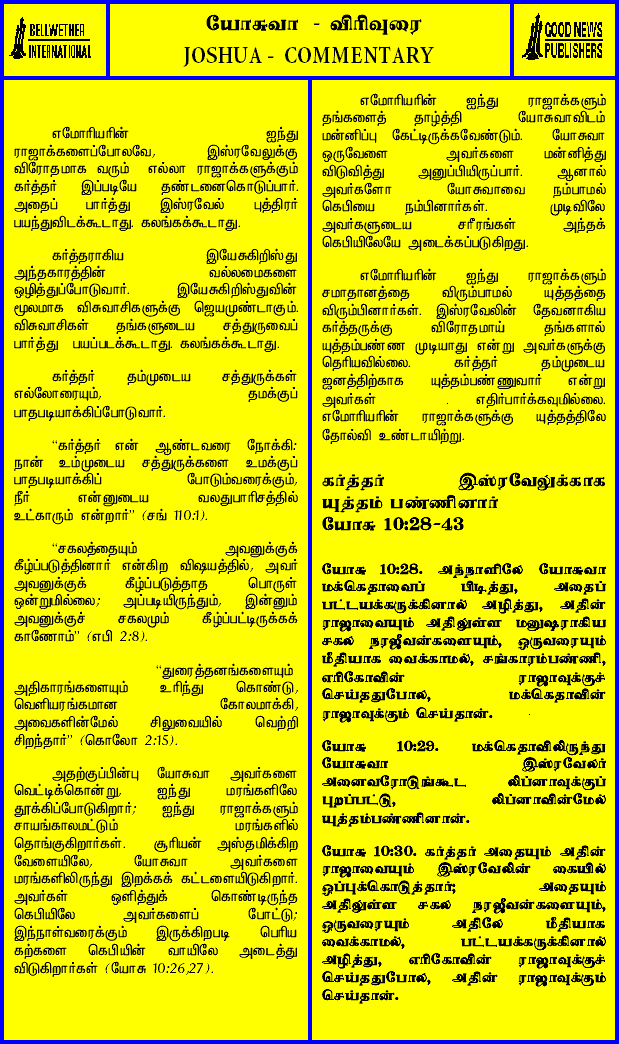 BELLWETHER
INTERNATIONAL
யோசுவா - விரிவுரை
JOSHUA - COMMENTARY
GOOD NEWS
PUBLISHERS
எமோரியரின் ஐந்து
ராஜாக்களைப்போலவே, இஸ்ரவேலுக்கு
விரோதமாக வரும் எல்லா ராஜாக்களுக்கும்
கர்த்தர் இப்படியே தண்டனைகொடுப்பார்.
அதைப் பார்த்து இஸ்ரவேல் புத்திரர்
பயந்துவிடக்கூடாது. கலங்கக்கூடாது.
கர்த்தராகிய இயேசுகிறிஸ்து
அந்தகாரத்தின் வல்லமைகளை
ஒழித்துப்போடுவார். இயேசுகிறிஸ்துவின்
மூலமாக விசுவாசிகளுக்கு ஜெயமுண்டாகும்.
விசுவாசிகள் தங்களுடைய சத்துருவைப்
பார்த்து பயப்படக்கூடாது. கலங்கக்கூடாது.
கர்த்தர் தம்முடைய சத்துருக்கள்
எல்லோரையும், தமக்குப்
பாதபடியாக்கிப்போடுவார்.
"கர்த்தர் என் ஆண்டவரை நோக்கி:
நான் உம்முடைய சத்துருக்களை உமக்குப்
பாதபடியாக்கிப் போடும்வரைக்கும்,
நீர் என்னுடைய வலதுபாரிசத்தில்
உட்காரும் என்றார்" (சங் 110:1).
"சகலத்தையும் அவனுக்குக்
கீழ்ப்படுத்தினார் என்கிற விஷயத்தில், அவர்
அவனுக்குக் கீழ்ப்படுத்தாத பொருள்
ஒன்றுமில்லை; அப்படியிருந்தும், இன்னும்
அவனுக்குச் சகலமும் கீழ்ப்பட்டிருக்கக்
காணோம்" (எபி 2:8).
"துரைத்தனங்களையும்
அதிகாரங்களையும் உரிந்து கொண்டு,
வெளியரங்கமான கோலமாக்கி,
அவைகளின்மேல் சிலுவையில் வெற்றி
சிறந்தார்" (கொலோ 2:15).
அதற்குப்பின்பு யோசுவா அவர்களை
வெட்டிக்கொன்று, ஐந்து மரங்களிலே
தூக்கிப்போடுகிறார்; ஐந்து ராஜாக்களும்
சாயங்காலமட்டும் மரங்களில்
தொங்குகிறார்கள். சூரியன் அஸ்தமிக்கிற
வேளையிலே, யோசுவா அவர்களை
மரங்களிலிருந்து இறக்கக் கட்டளையிடுகிறார்.
அவர்கள் ஒளித்துக் கொண்டிருந்த
கெபியிலே அவர்களைப் போட்டு;
இந்நாள்வரைக்கும் இருக்கிறபடி பெரிய
கற்களை கெபியின் வாயிலே அடைத்து
விடுகிறார்கள் (யோசு 10:26,27).
எமோரியரின் ஐந்து ராஜாக்களும்
தங்களைத் தாழ்த்தி யோசுவாவிடம்
மன்னிப்பு கேட்டிருக்கவேண்டும். யோசுவா
ஒருவேளை அவர்களை மன்னித்து
விடுவித்து அனுப்பியிருப்பார். ஆனால்
அவர்களோ யோசுவாவை நம்பாமல்
கெபியை நம்பினார்கள். முடிவிலே
அவர்களுடைய சரீரங்கள் அந்தக்
கெபியிலேயே அடைக்கப்படுகிறது.
எமோரியரின் ஐந்து ராஜாக்களும்
சமாதானத்தை விரும்பாமல் யுத்தத்தை
விரும்பினார்கள். இஸ்ரவேலின் தேவனாகிய
கர்த்தருக்கு விரோதமாய் தங்களால்
யுத்தம்பண்ண முடியாது என்று அவர்களுக்கு
தெரியவில்லை. கர்த்தர் தம்முடைய
ஜனத்திற்காக யுத்தம்பண்ணுவார் என்று
அவர்கள் எதிர்பார்க்கவுமில்லை.
எமோரியரின் ராஜாக்களுக்கு யுத்தத்திலே
தோல்வி உண்டாயிற்று.
கர்த்தர் இஸ்ரவேலுக்காக
யுத்தம் பண்ணினார்
யோசு 10:28-43
யோசு 10:28. அந்நாளிலே யோசுவா
மக்கெதாவைப் பிடித்து, அதைப்
பட்டயக்கருக்கினால் அழித்து, அதின்
ராஜாவையும் அதிலுள்ள மனுஷராகிய
சகல நரஜீவன்களையும், ஒருவரையும்
மீதியாக வைக்காமல், சங்காரம்பண்ணி,
எரிகோவின் ராஜாவுக்குச்
செய்ததுபோல, மக்கெதாவின்
ராஜாவுக்கும் செய்தான்.
யோசு 10:29. மக்கெதாவிலிருந்து
யோசுவா இஸ்ரவேலர்
அனைவரோடுங்கூட லிப்னாவுக்குப்
புறப்பட்டு, லிப்னாவின்மேல்
யுத்தம்பண்ணினான்.
யோசு 10:30. கர்த்தர் அதையும் அதின்
ராஜாவையும் இஸ்ரவேலின் கையில்
ஒப்புக்கொடுத்தார்; அதையும்
அதிலுள்ள சகல நரஜீவன்களையும்,
ஒருவரையும் அதிலே மீதியாக
வைக்காமல், பட்டயக்கருக்கினால்
அழித்து, எரிகோவின் ராஜாவுக்குச்
செய்ததுபோல, அதின் ராஜாவுக்கும்
செய்தான்.